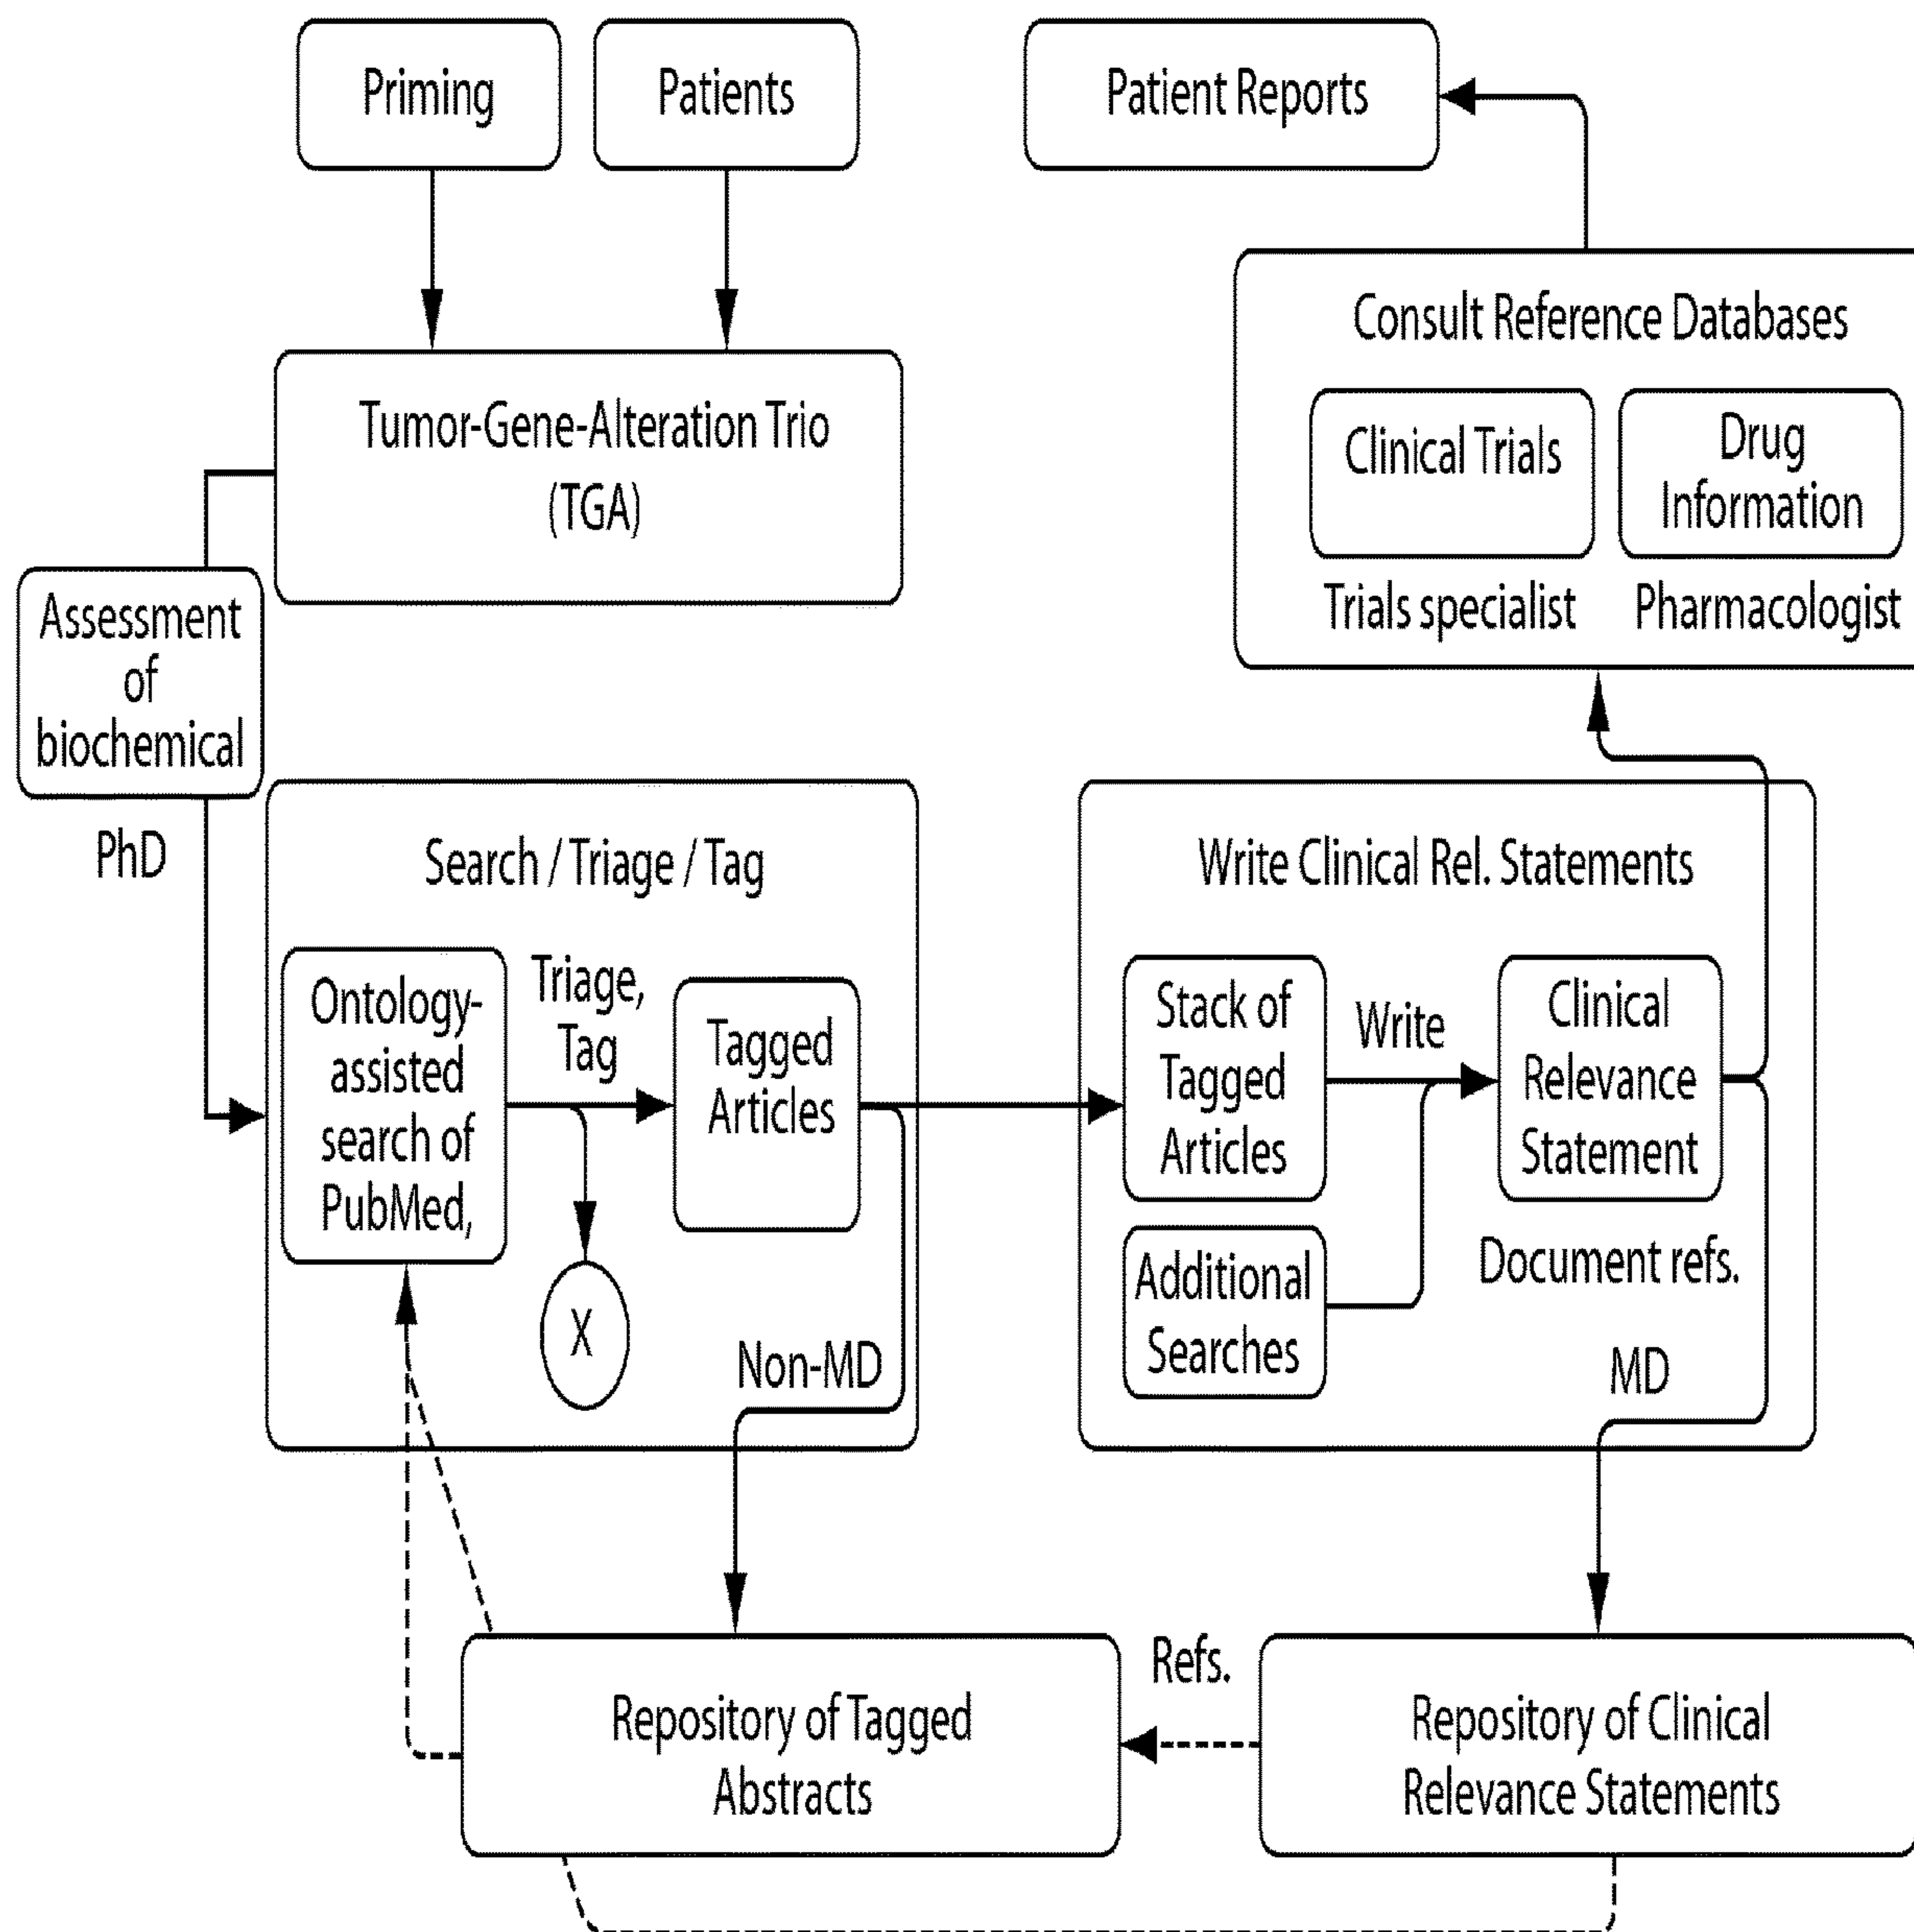 Priming
Patients
Patient Reports
Tumor-Gene-Alteration Trio
(TGA)
Consult Reference Databases
Clinical Trials
Drug
Information
Trials specialist
Pharmacologist
Assessment
of
biochemical
PhD
Search / Triage / Tag
Ontology-
assisted
search of
PubMed,
Triage,
Tag
Tagged
Articles
X
Non-MD
Write Clinical Rel. Statements
Stack of
Tagged
Articles
Write
Clinical
Relevance
Statement
Additional
Searches
Document refs.
MD
Repository of Tagged
Abstracts
Refs.
Repository of Clinical
Relevance Statements